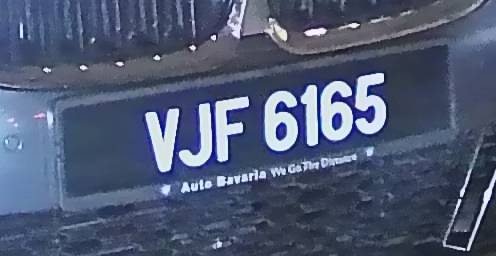 VJF 6165
Auto Bavaria We Go The Distance